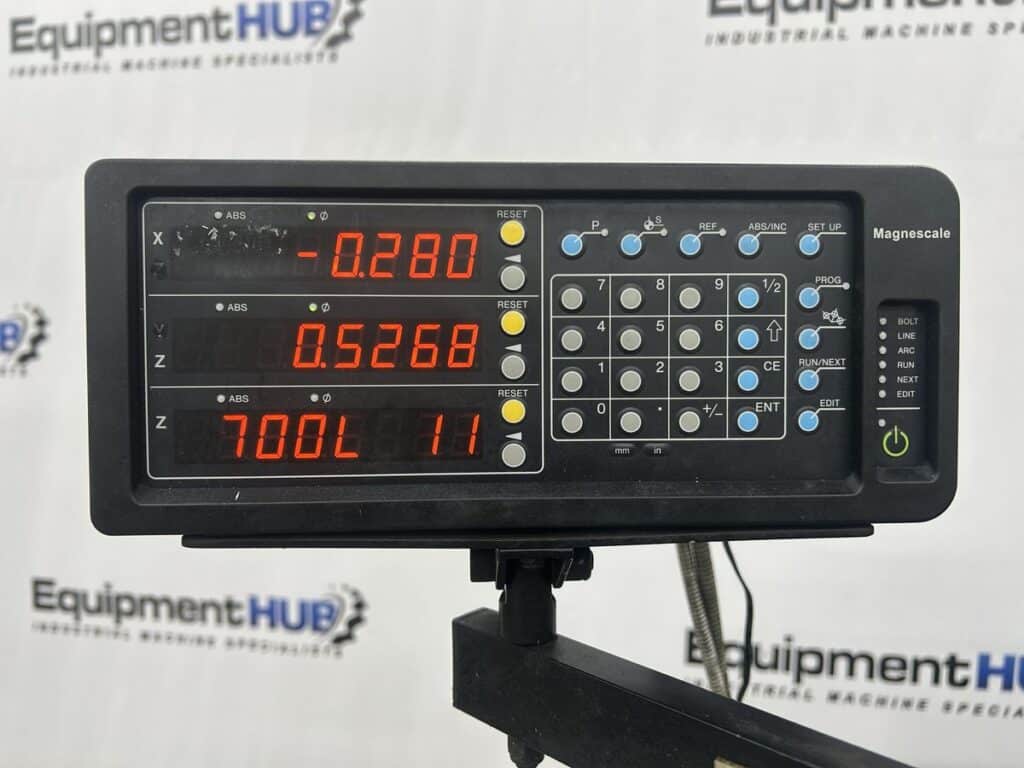 EquipmentHUB
INDUSTRIAL MACHINE SPECIALISTS
Equipment
INDUSTRIAL MACHINE SPE
ABS Ø RESET
X -0.280
ABS Ø RESET
Y
Z 0.5268
ABS Ø RESET
Z 700L 11
P LS REF ABS/INC SET UP
7 8 9 1/2 PROG
4 5 6
1 2 3 CE RUN/NEXT
0 . +/- ENT EDIT
mm in
Magnescale
BOLT
LINE
ARC
RUN
NEXT
EDIT
UB
EquipmentHUB
INDUSTRIAL MACHINE SPECIALISTS
EquipmentHU
INDUSTRIAL MACHINE SPECIA